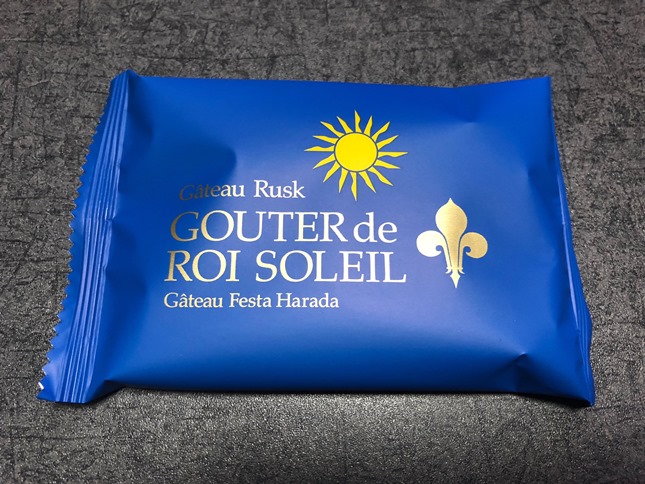 Gâteau Rusk
GOUTER de
ROI SOLEIL
Gâteau Festa Harada